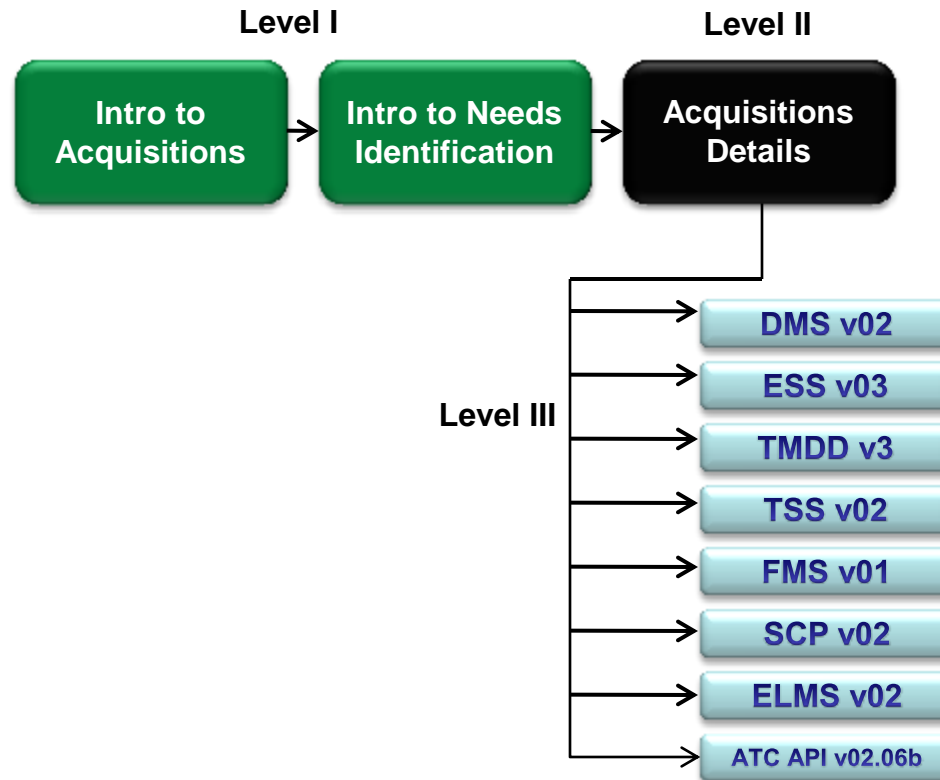 Level I
Level II
Intro to
Acquisitions
Intro to Needs
Identification
Acquisitions
Details
Level III
DMS v02
ESS v03
TMDD v3
TSS v02
FMS v01
SCP v02
ELMS v02
ATC API v02.06b